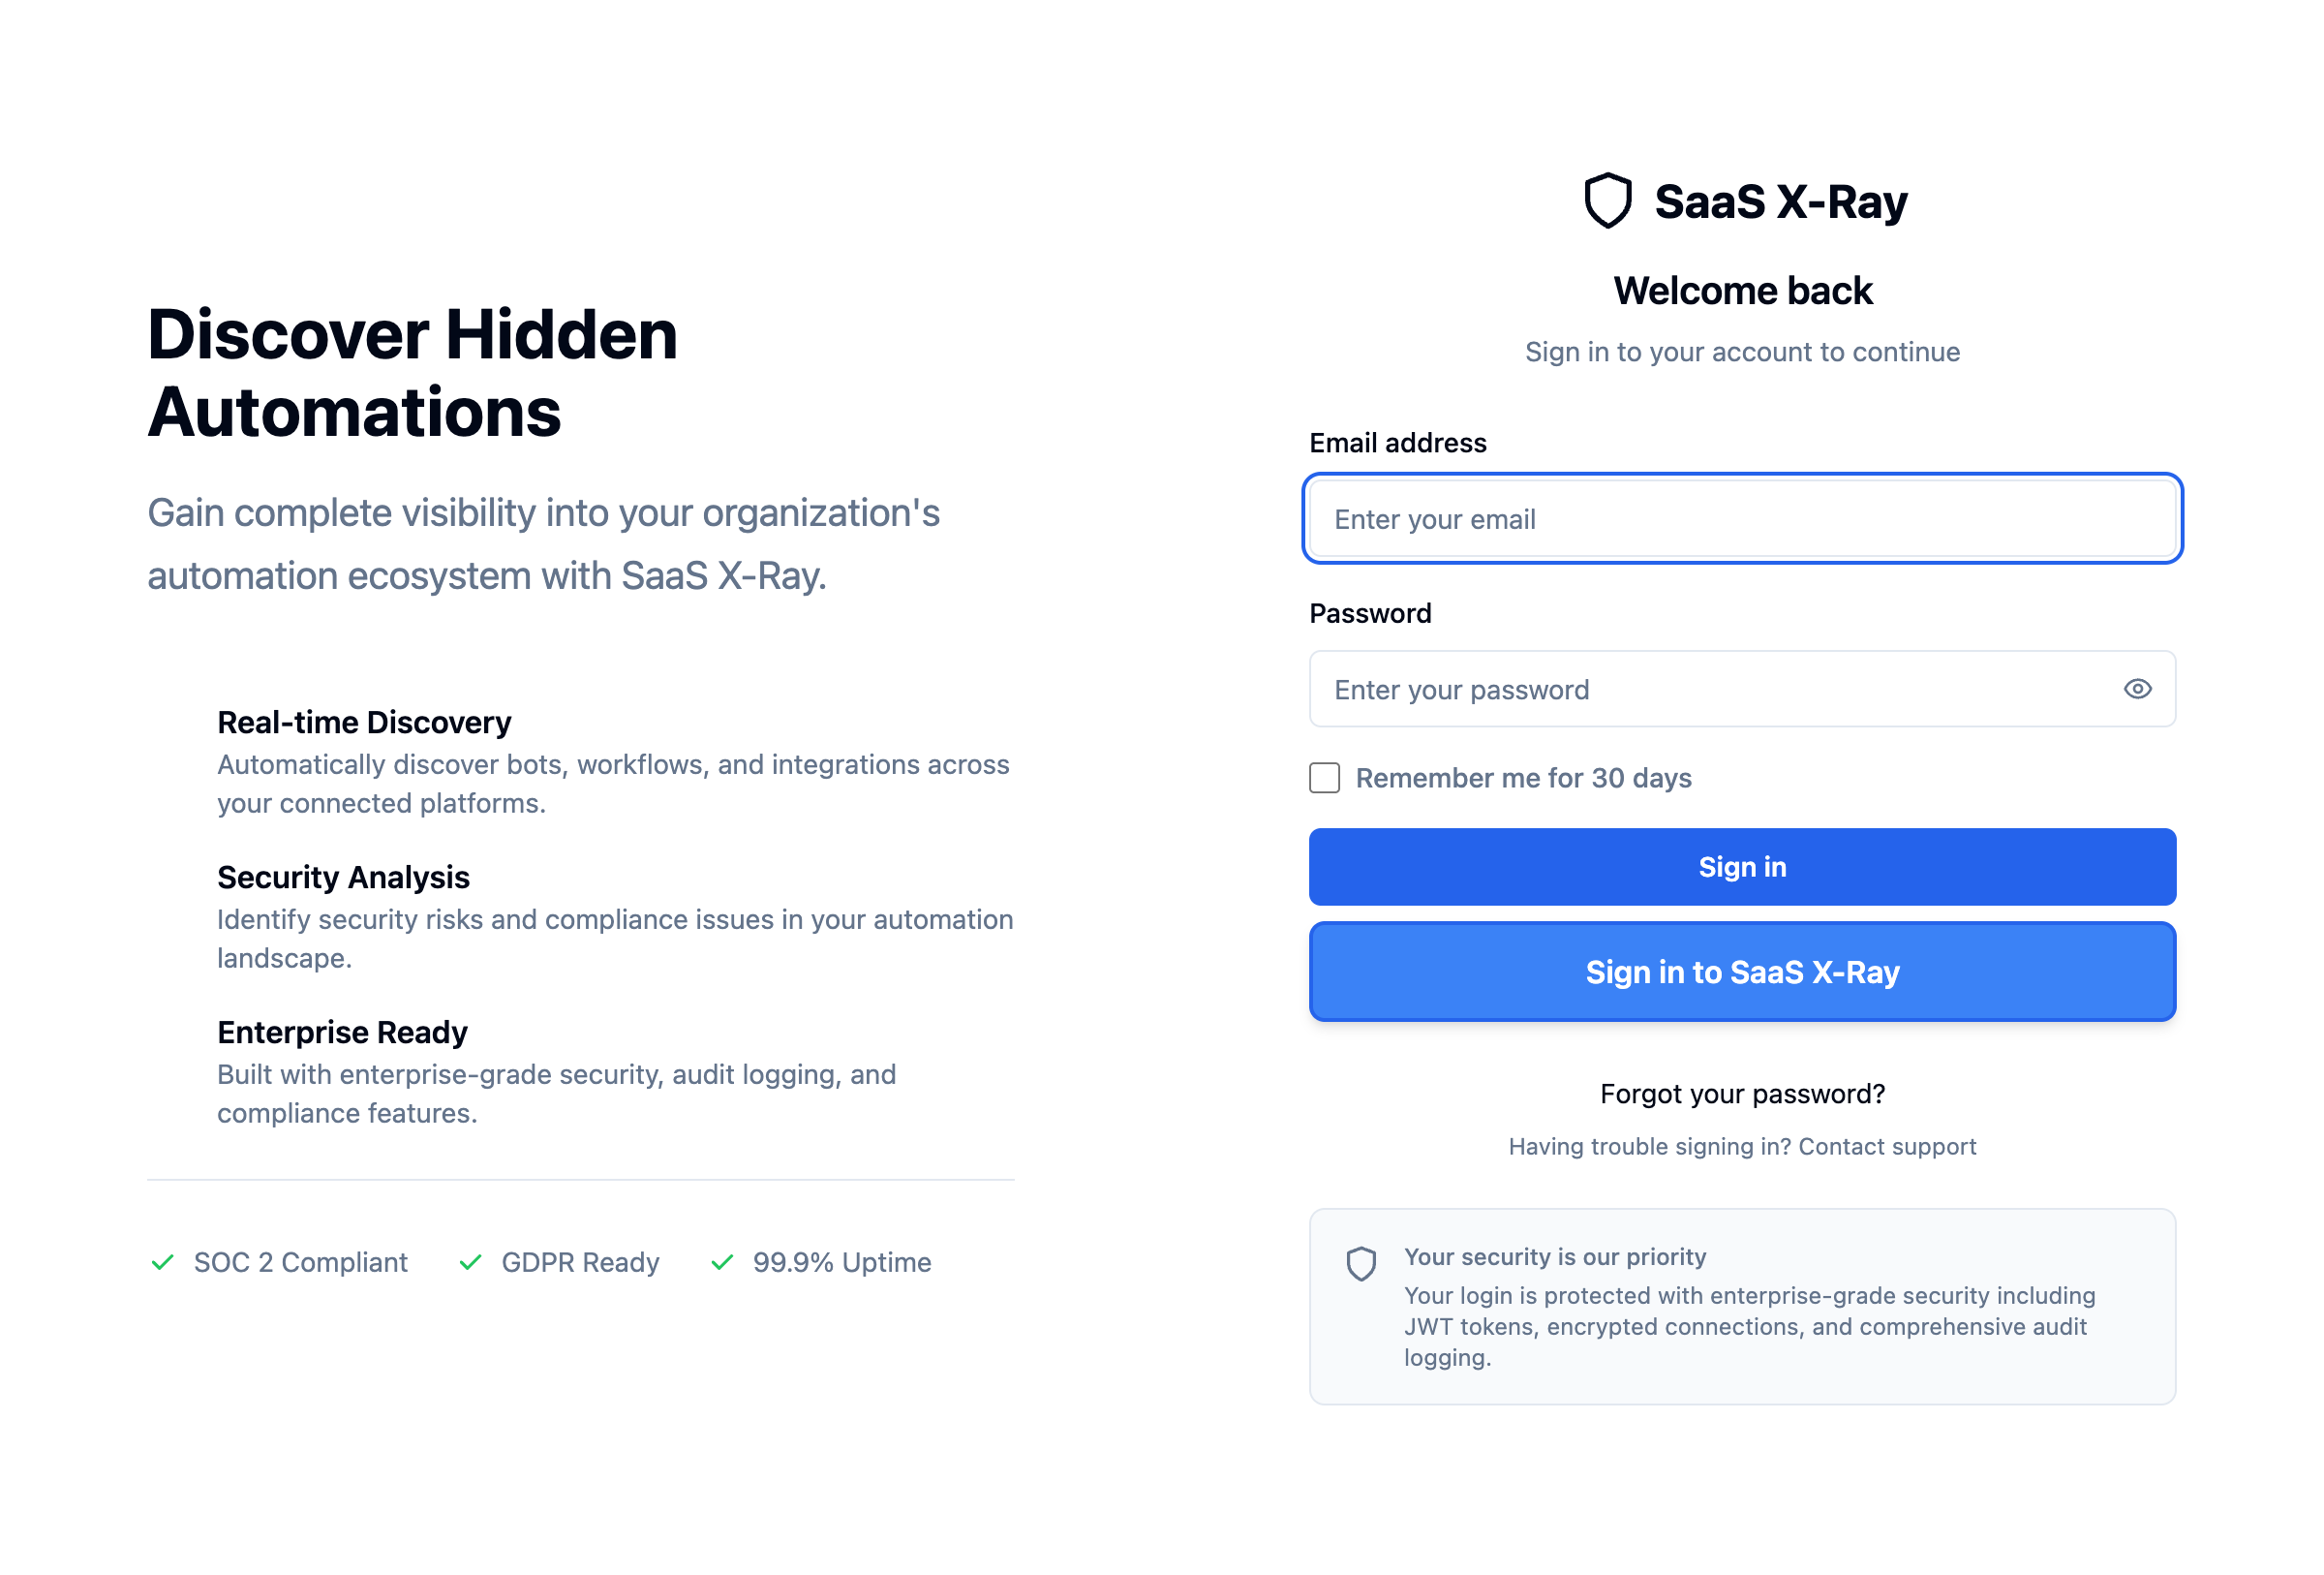 Discover Hidden
Automations
Gain complete visibility into your organization's
automation ecosystem with SaaS X-Ray.
Real-time Discovery
Automatically discover bots, workflows, and integrations across
your connected platforms.
Security Analysis
Identify security risks and compliance issues in your automation
landscape.
Enterprise Ready
Built with enterprise-grade security, audit logging, and
compliance features.
SOC 2 Compliant
GDPR Ready
99.9% Uptime
SaaS X-Ray
Welcome back
Sign in to your account to continue
Email address
Enter your email
Password
Enter your password
Remember me for 30 days
Sign in
Sign in to SaaS X-Ray
Forgot your password?
Having trouble signing in? Contact support
Your security is our priority
Your login is protected with enterprise-grade security including
JWT tokens, encrypted connections, and comprehensive audit
logging.